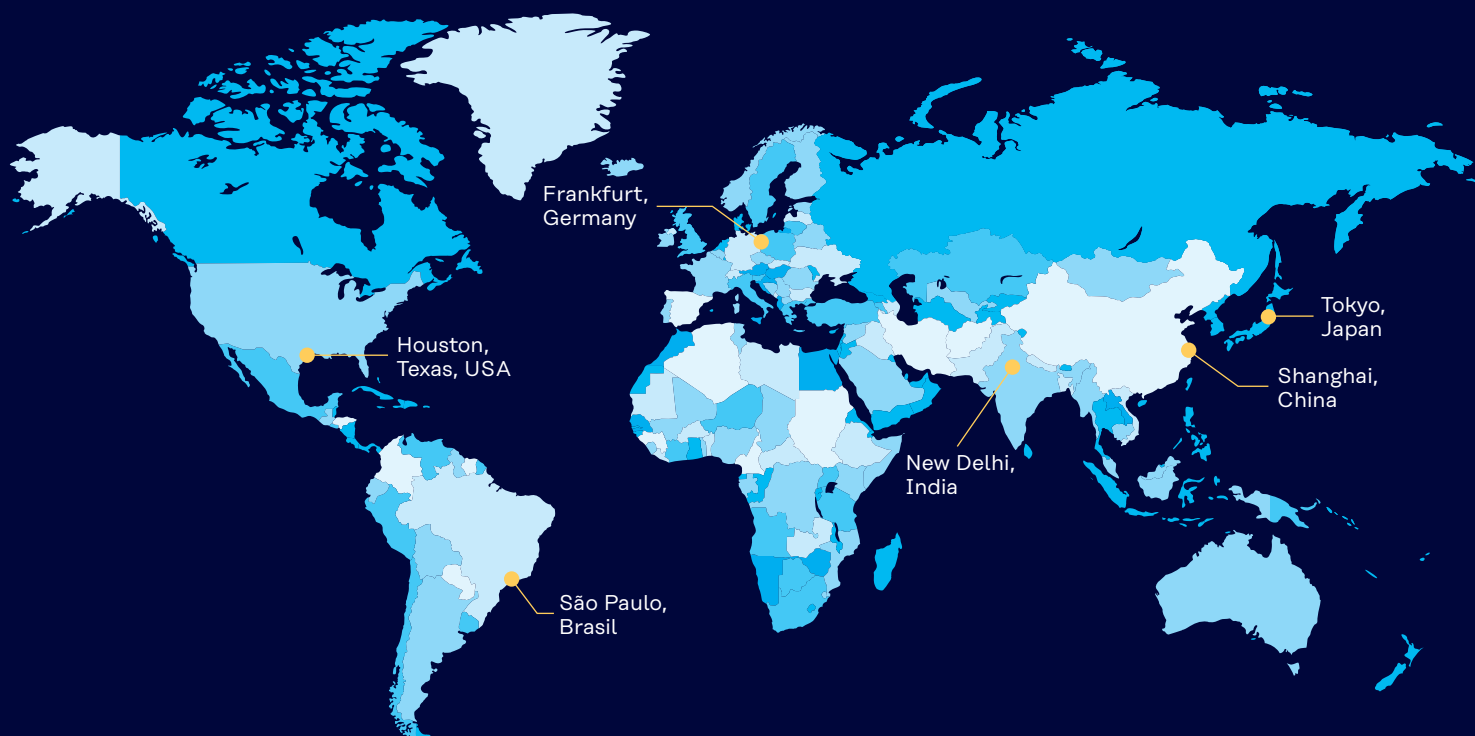 Frankfurt,
Germany
Houston,
Texas, USA
Tokyo,
Japan
Shanghai,
China
New Delhi,
India
São Paulo,
Brasil